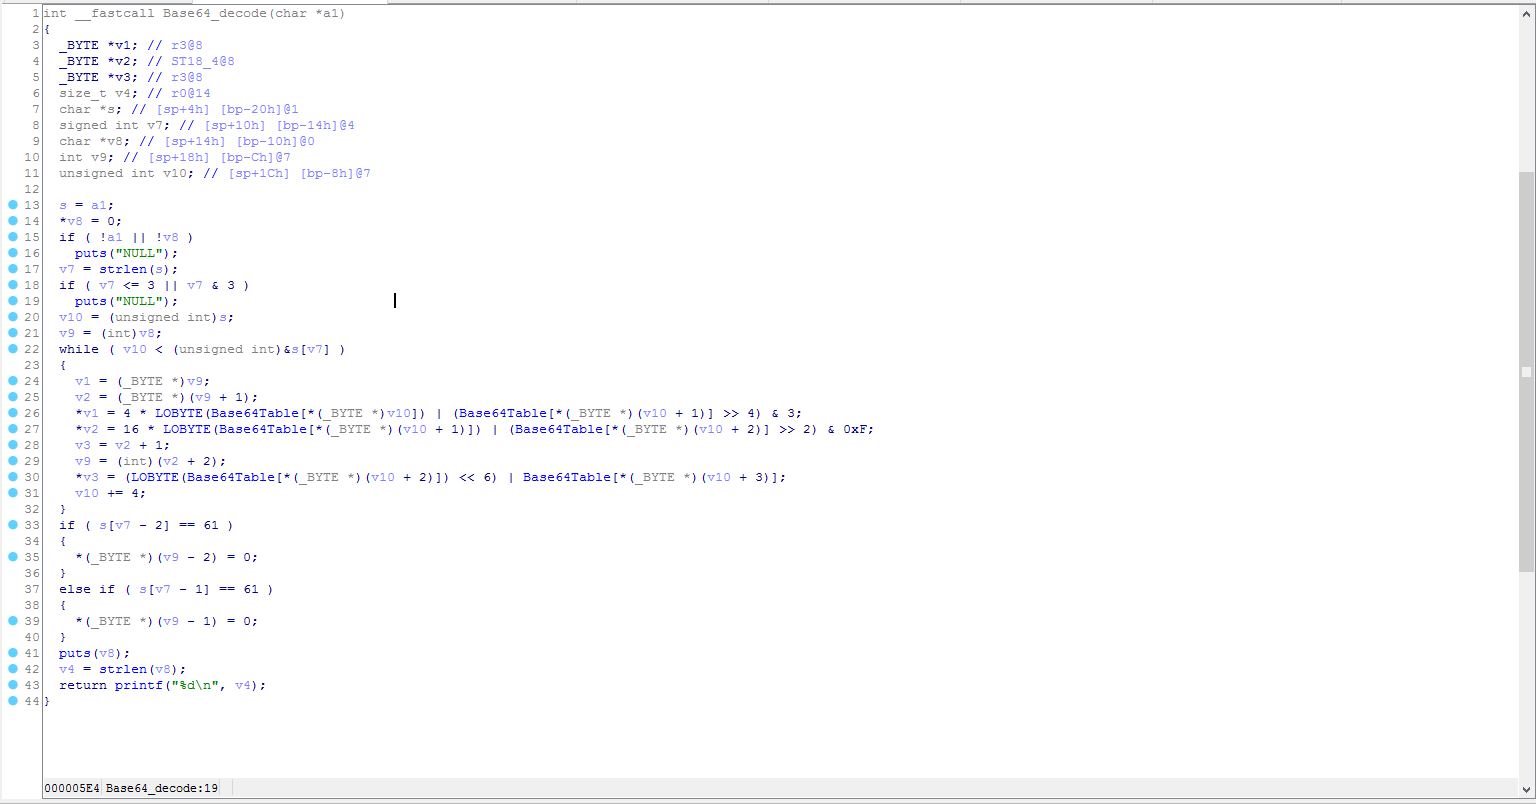 1 int __fastcall Base64_decode(char *a1)
2 {
3 _BYTE *v1; // r3@8
4 _BYTE *v2; // ST18_4@8
5 _BYTE *v3; // r3@8
6 size_t v4; // r0@14
7 char *s; // [sp+4h] [bp-20h]@1
8 signed int v7; // [sp+10h] [bp-14h]@4
9 char *v8; // [sp+14h] [bp-10h]@0
10 int v9; // [sp+18h] [bp-Ch]@7
11 unsigned int v10; // [sp+1Ch] [bp-8h]@7
12
13 s = a1;
14 *v8 = 0;
15 if ( !a1 || !v8 )
16 puts("NULL");
17 v7 = strlen(s);
18 if ( v7 <= 3 || v7 & 3 )
19 puts("NULL");
20 v10 = (unsigned int)s;
21 v9 = (int)v8;
22 while ( v10 < (unsigned int)&s[v7] )
23 {
24 v1 = (_BYTE *)v9;
25 v2 = (_BYTE *)(v9 + 1);
26 *v1 = 4 * LOBYTE(Base64Table[*(_BYTE *)v10]) | (Base64Table[*(_BYTE *)(v10 + 1)] >> 4) & 3;
27 *v2 = 16 * LOBYTE(Base64Table[*(_BYTE *)(v10 + 1)]) | (Base64Table[*(_BYTE *)(v10 + 2)] >> 2) & 0xF;
28 v3 = v2 + 1;
29 v9 = (int)(v2 + 2);
30 *v3 = (LOBYTE(Base64Table[*(_BYTE *)(v10 + 2)]) << 6) | Base64Table[*(_BYTE *)(v10 + 3)];
31 v10 += 4;
32 }
33 if ( s[v7 - 2] == 61 )
34 {
35 *(_BYTE *)(v9 - 2) = 0;
36 }
37 else if ( s[v7 - 1] == 61 )
38 {
39 *(_BYTE *)(v9 - 1) = 0;
40 }
41 puts(v8);
42 v4 = strlen(v8);
43 return printf("%d\n", v4);
44 }
000005E4 Base64_decode:19